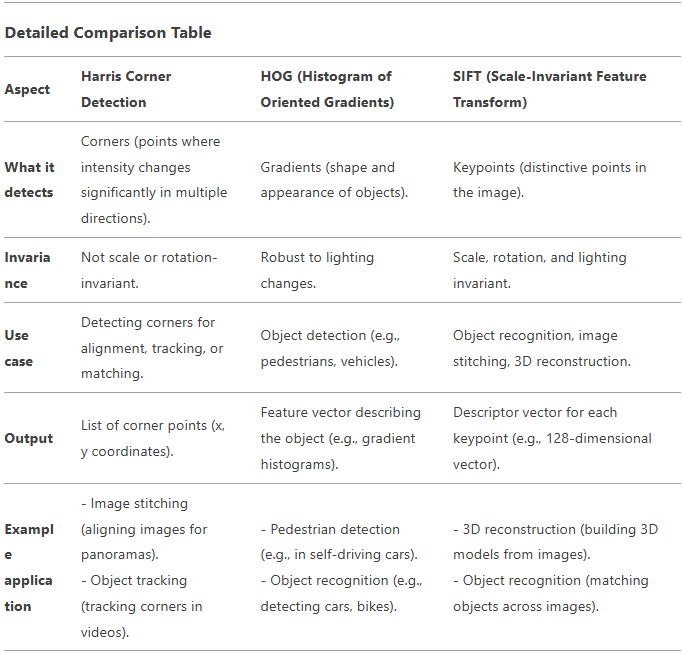 Detailed Comparison Table
Aspect
Harris Corner
Detection
HOG (Histogram of
Oriented Gradients)
SIFT (Scale-Invariant Feature
Transform)
What it
detects
Corners (points where
intensity changes
significantly in multiple
directions).
Gradients (shape and
appearance of objects).
Keypoints (distinctive points in
the image).
Invaria
nce
Not scale or rotation-
invariant.
Robust to lighting
changes.
Scale, rotation, and lighting
invariant.
Use
case
Detecting corners for
alignment, tracking, or
matching.
Object detection (e.g.,
pedestrians, vehicles).
Object recognition, image
stitching, 3D reconstruction.
Output
List of corner points (x,
y coordinates).
Feature vector describing
the object (e.g., gradient
histograms).
Descriptor vector for each
keypoint (e.g., 128-dimensional
vector).
Exampl
e
applica
tion
- Image stitching
(aligning images for
panoramas).
- Object tracking
(tracking corners in
videos).
- Pedestrian detection
(e.g., in self-driving cars).
- Object recognition (e.g.,
detecting cars, bikes).
- 3D reconstruction (building 3D
models from images).
- Object recognition (matching
objects across images).